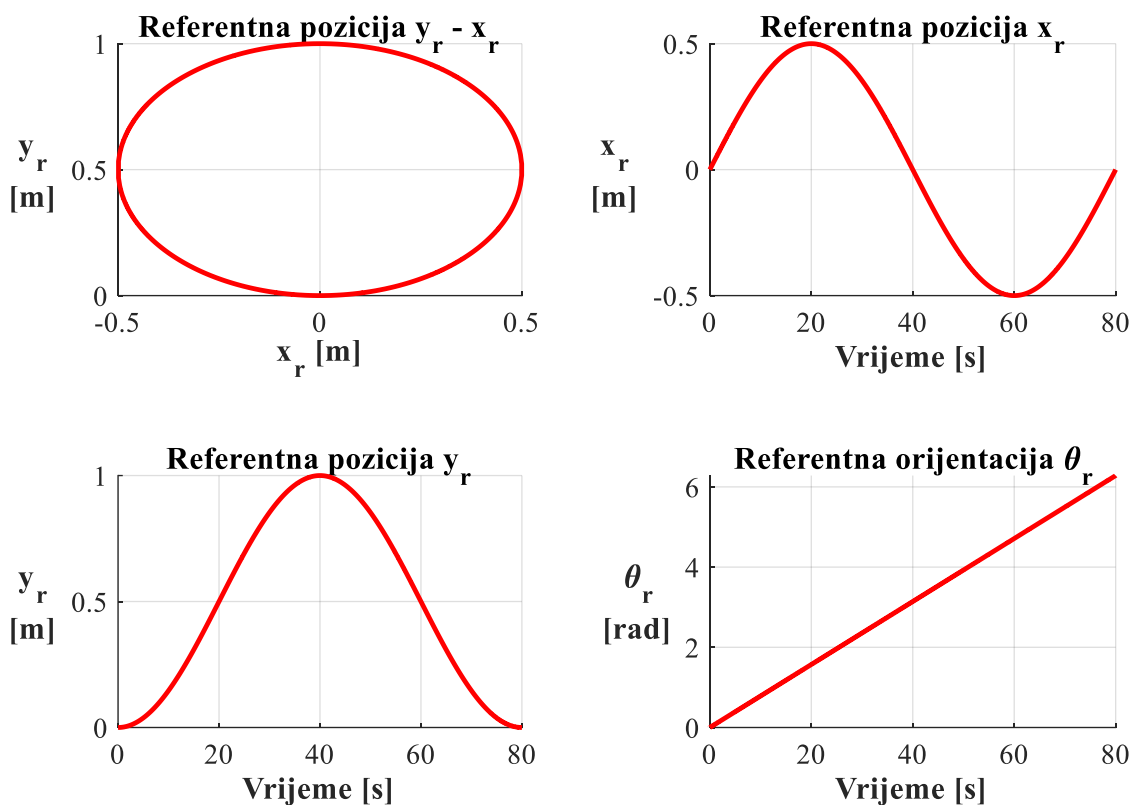 Referentna pozicija y_r - x_r
1
0.5
0
y_r
[m]
-0.5 0 0.5
x_r [m]
Referentna pozicija x_r
0.5
0
-0.5
x_r
[m]
0 20 40 60 80
Vrijeme [s]
Referentna pozicija y_r
1
0.5
0
y_r
[m]
0 20 40 60 80
Vrijeme [s]
Referentna orijentacija θ_r
6
4
2
0
θ_r
[rad]
0 20 40 60 80
Vrijeme [s]